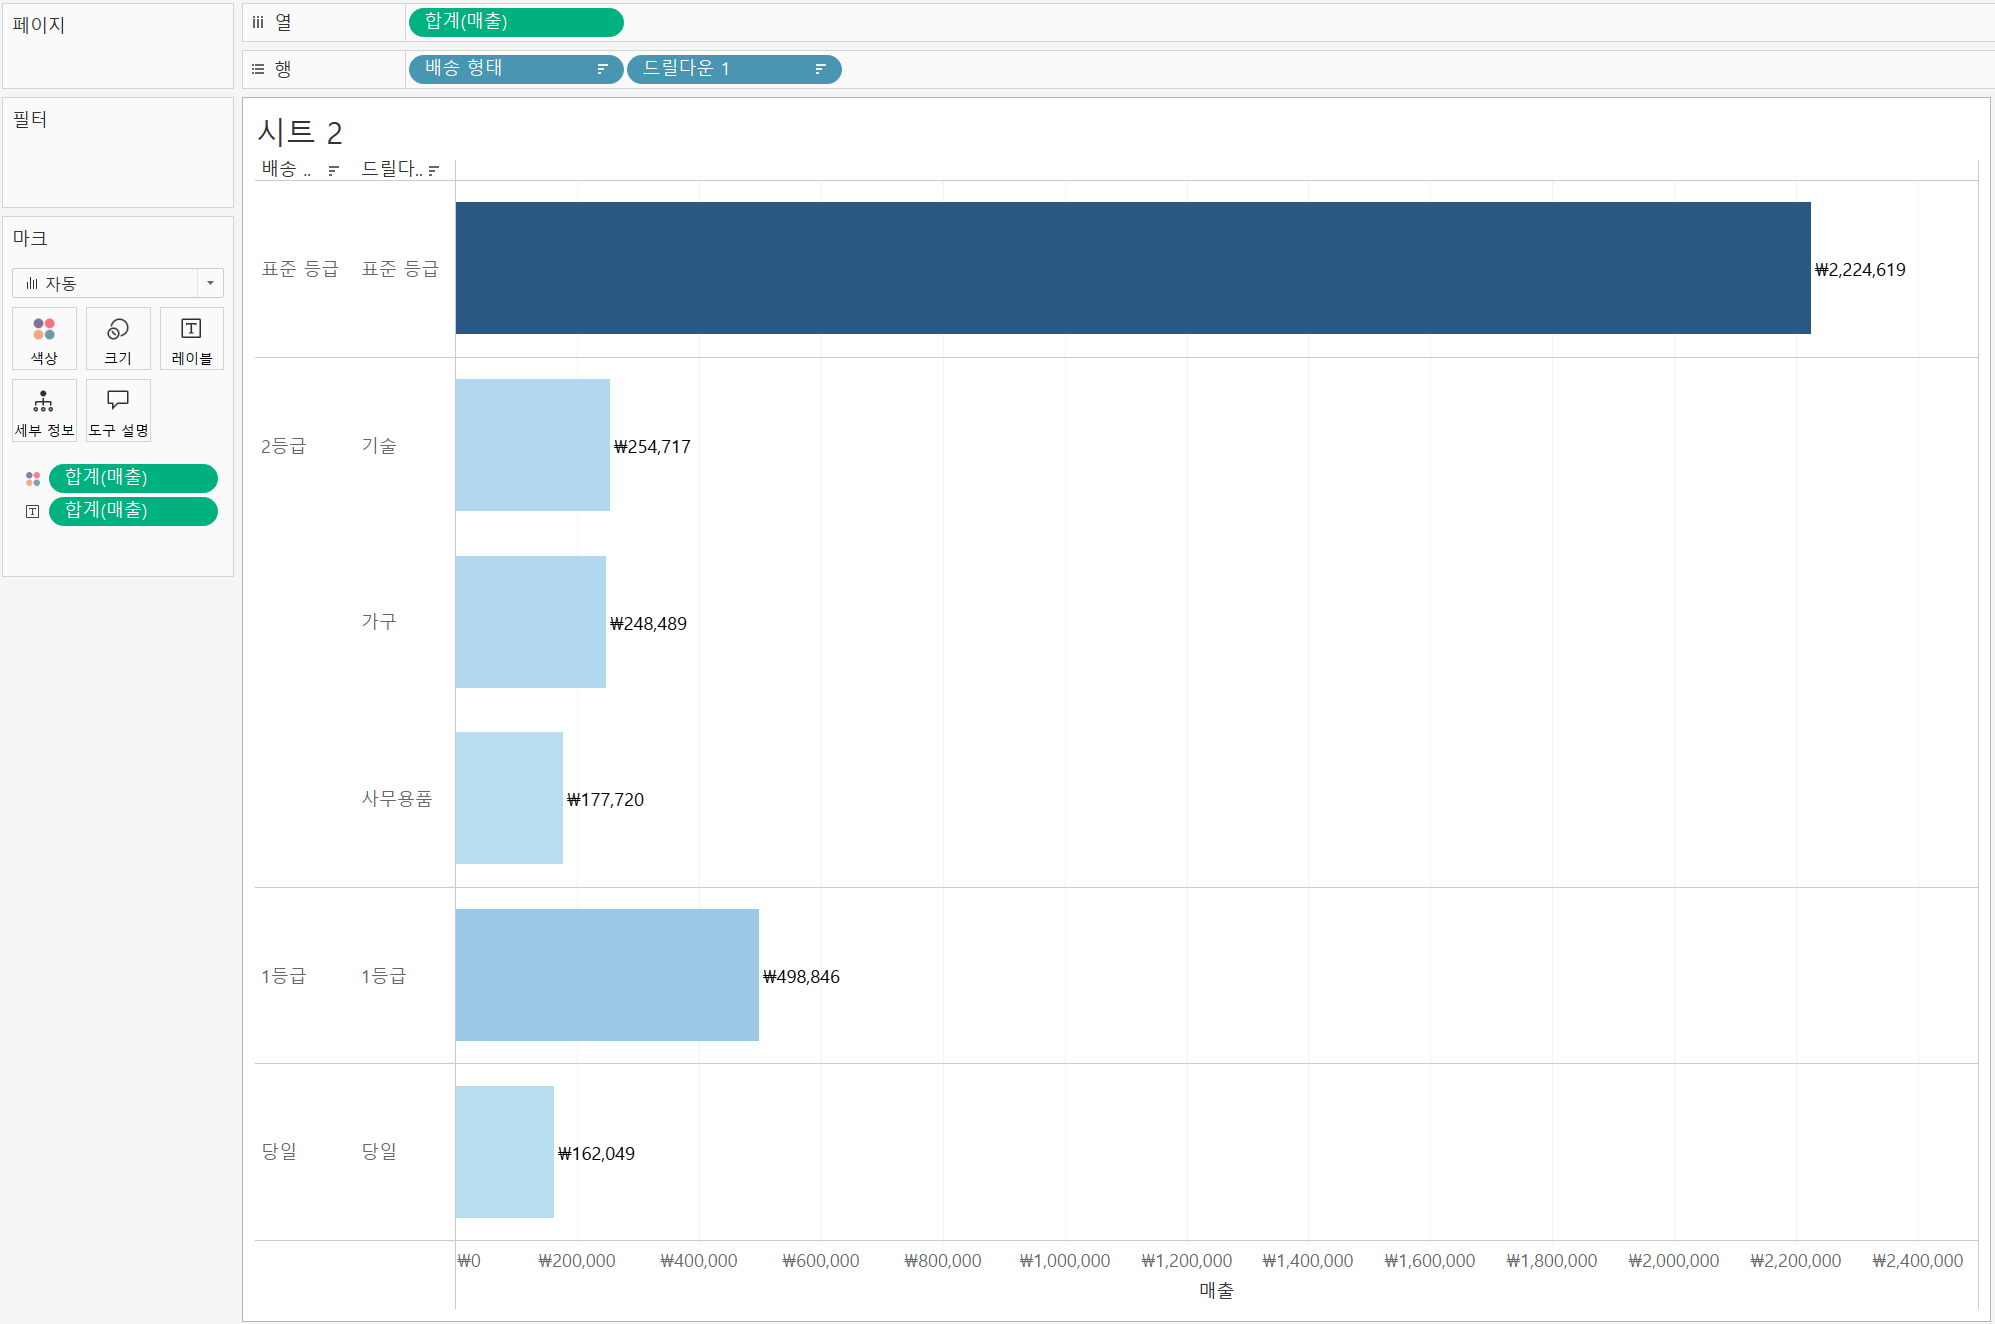 페이지
열
합계(매출)
행
배송 형태
드릴다운 1
필터
마크
자동
색상
크기
레이블
세부 정보
도구 설명
합계(매출)
합계(매출)
시트 2
배송 ..
드릴다..
표준 등급
표준 등급
₩2,224,619
2등급
기술
₩254,717
가구
₩248,489
사무용품
₩177,720
1등급
1등급
₩498,846
당일
당일
₩162,049
₩0
₩200,000
₩400,000
₩600,000
₩800,000
₩1,000,000
₩1,200,000
₩1,400,000
₩1,600,000
₩1,800,000
₩2,000,000
₩2,200,000
₩2,400,000
매출